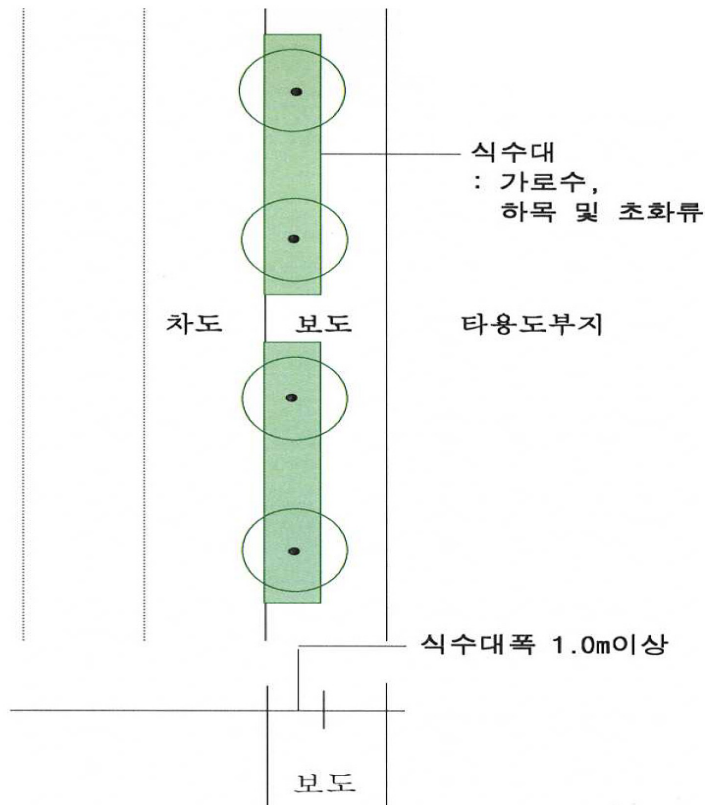 식수대
: 가로수,
하목 및 초화류
차도
보도
타용도부지
식수대폭 1.0m이상
보도